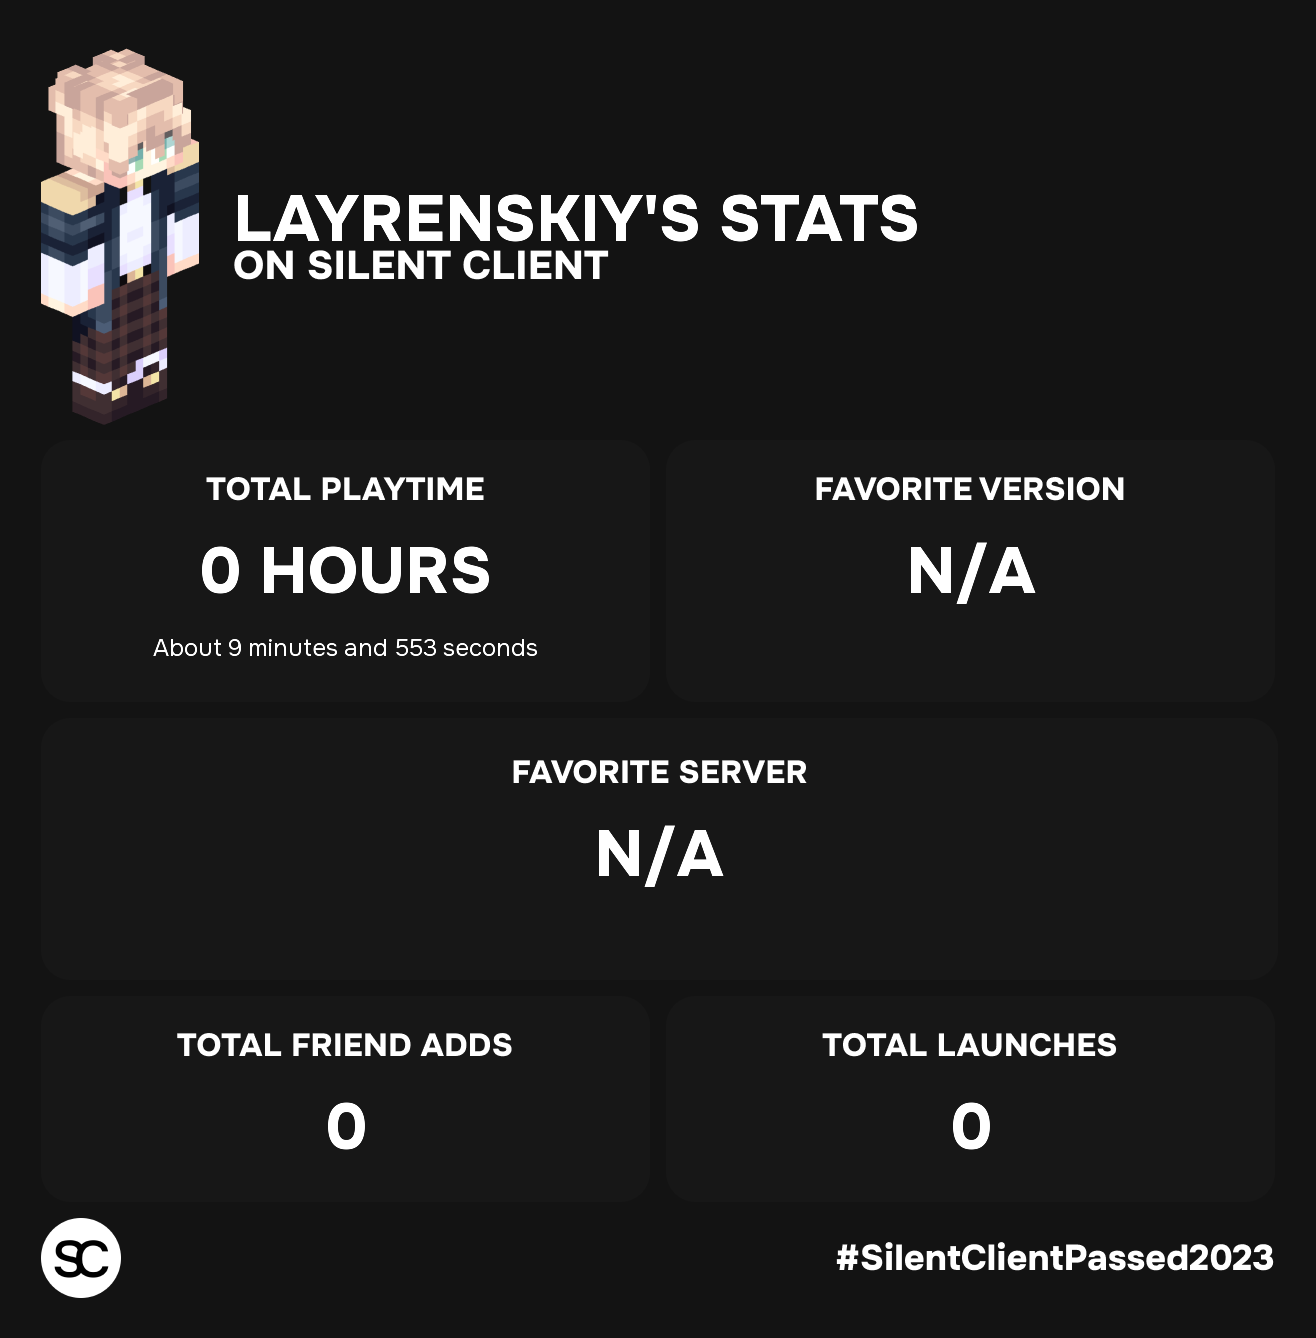 LAYRENSKIY'S STATS
ON SILENT CLIENT
TOTAL PLAYTIME
0 HOURS
About 9 minutes and 553 seconds
FAVORITE VERSION
N/A
FAVORITE SERVER
N/A
TOTAL FRIEND ADDS
0
TOTAL LAUNCHES
0
SC
#SilentClientPassed2023